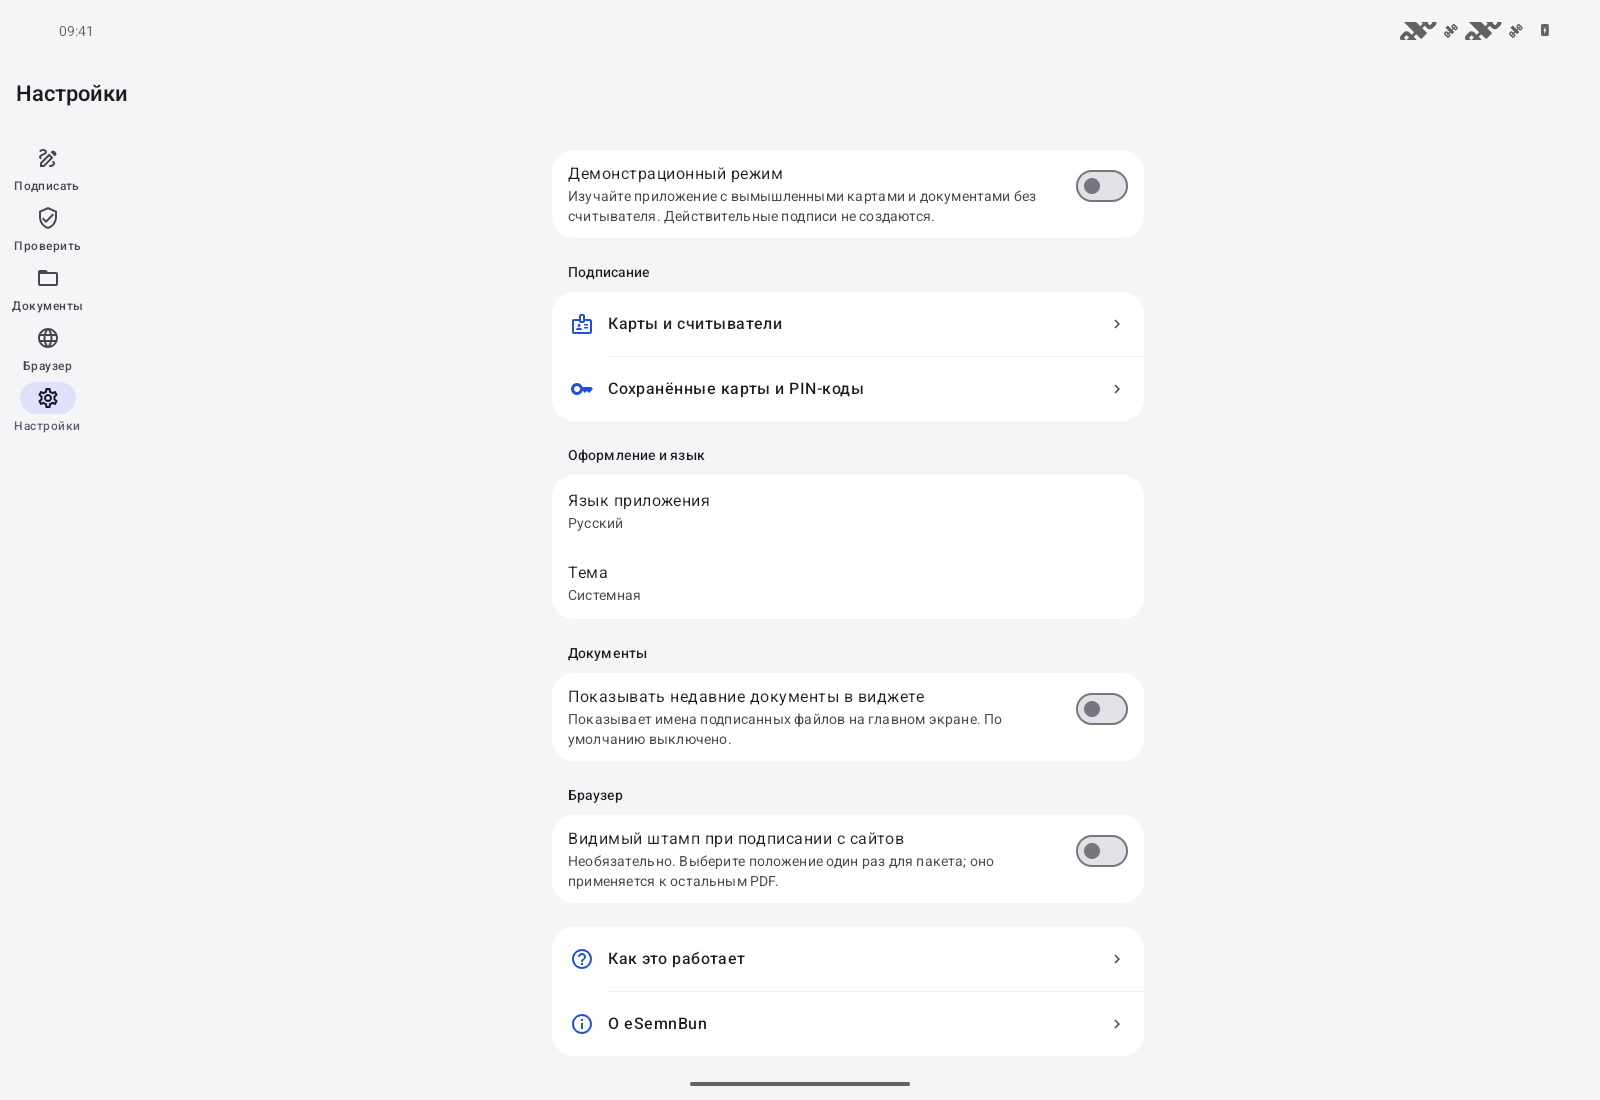 09:41
Настройки
Подписать
Проверить
Документы
Браузер
Настройки
Демонстрационный режим
Изучайте приложение с вымышленными картами и документами без
считывателя. Действительные подписи не создаются.
Подписание
Карты и считыватели
Сохранённые карты и PIN-коды
Оформление и язык
Язык приложения
Русский
Тема
Системная
Документы
Показывать недавние документы в виджете
Показывает имена подписанных файлов на главном экране. По
умолчанию выключено.
Браузер
Видимый штамп при подписании с сайтов
Необязательно. Выберите положение один раз для пакета; оно
применяется к остальным PDF.
Как это работает
О eSemnBun